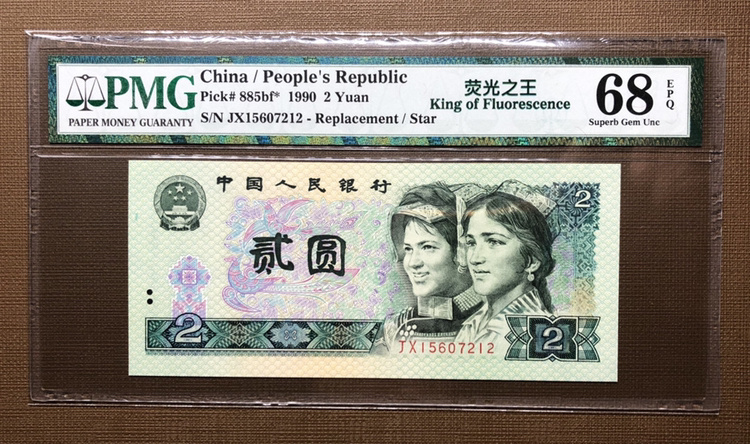 PMG
PAPER MONEY GUARANTY
China / People's Republic
Pick# 885bf* 1990 2 Yuan
S/N JX15607212 - Replacement / Star
荧光之王
King of Fluorescence
68
EPQ
Superb Gem Unc
中国人民银行
2
贰圆
JX15607212
2
2